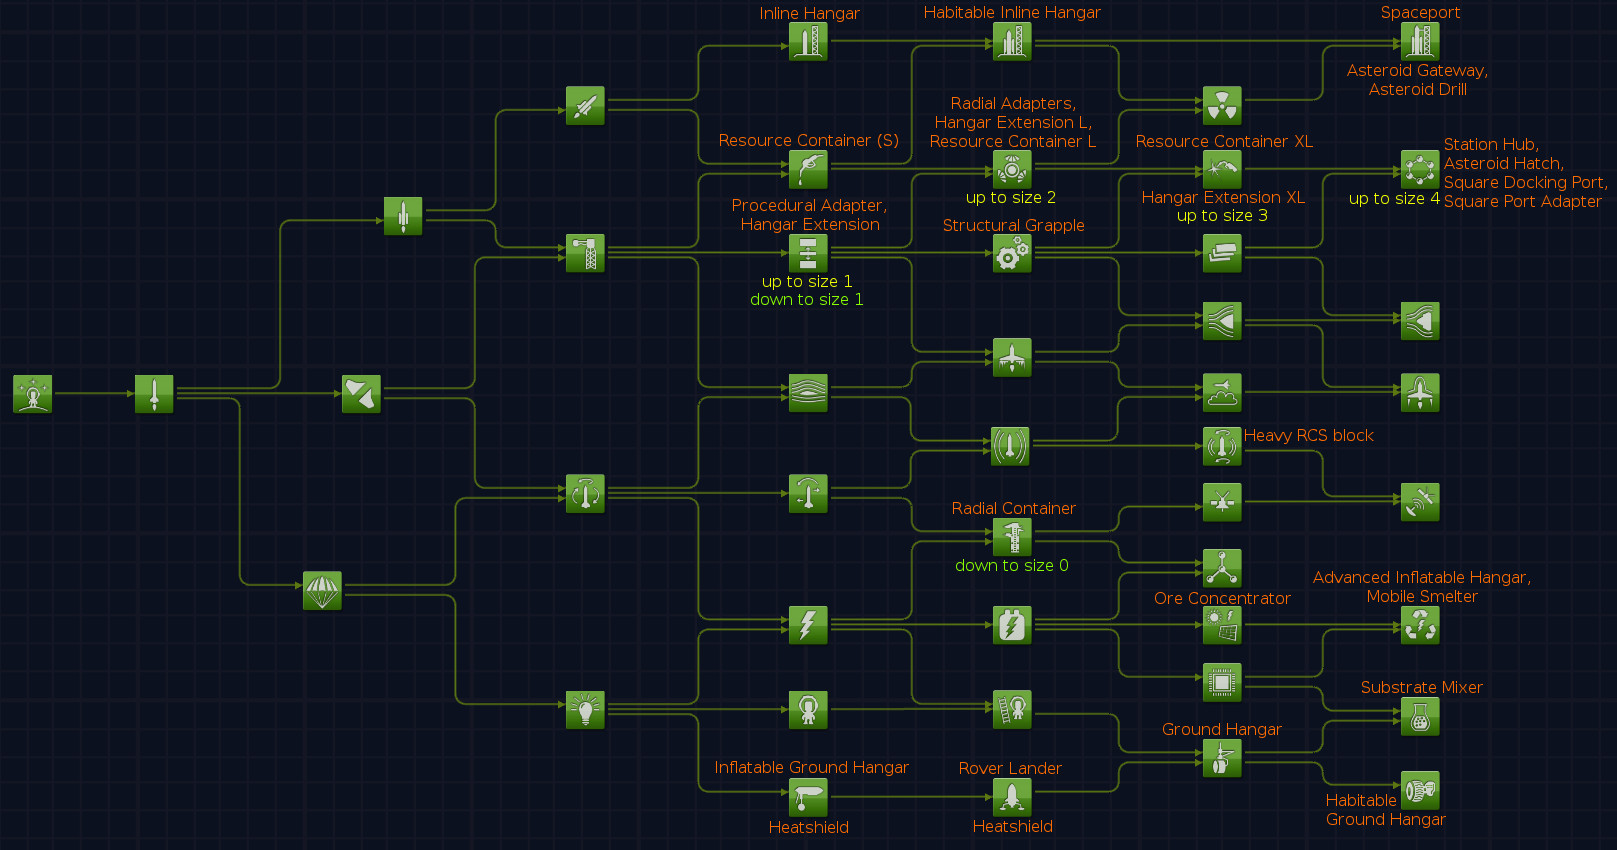 Inline Hangar
Habitable Inline Hangar
Spaceport
Asteroid Gateway,
Asteroid Drill
Radial Adapters,
Hangar Extension L,
Resource Container L
up to size 2
Resource Container (S)
Resource Container XL
Hangar Extension XL
up to size 3
Station Hub,
Asteroid Hatch,
Square Docking Port,
Square Port Adapter
up to size 4
Procedural Adapter,
Hangar Extension
up to size 1
down to size 1
Structural Grapple
Heavy RCS block
Radial Container
down to size 0
Ore Concentrator
Advanced Inflatable Hangar,
Mobile Smelter
Substrate Mixer
Ground Hangar
Inflatable Ground Hangar
Heatshield
Rover Lander
Heatshield
Habitable
Ground Hangar